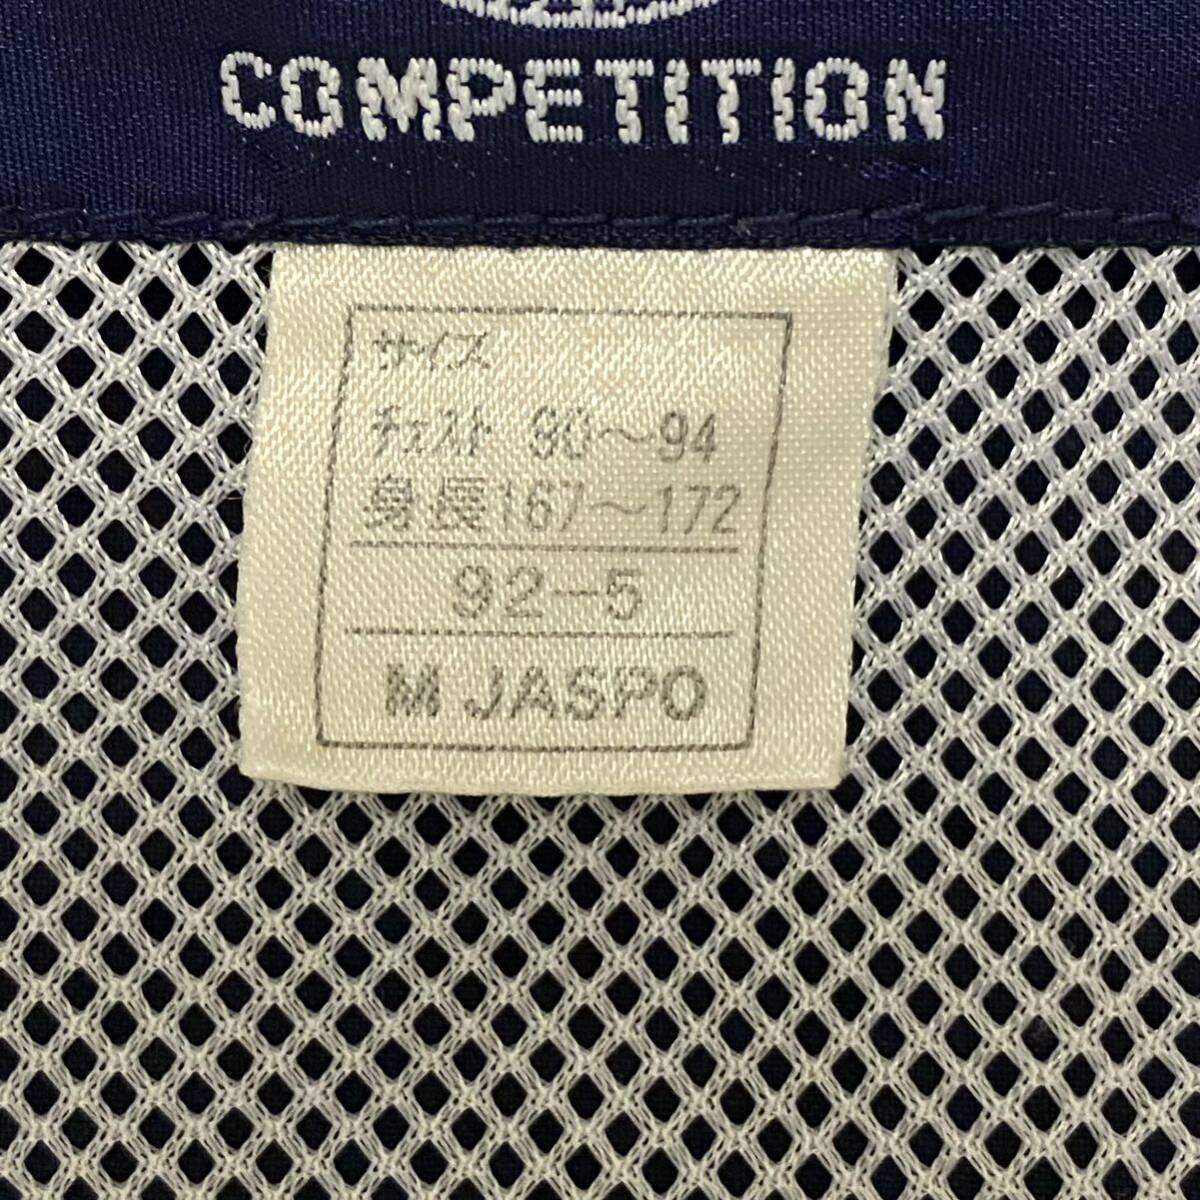 COMPETITION
サイズ
チェスト 90～94
身長167～172
92-5
M JASPO